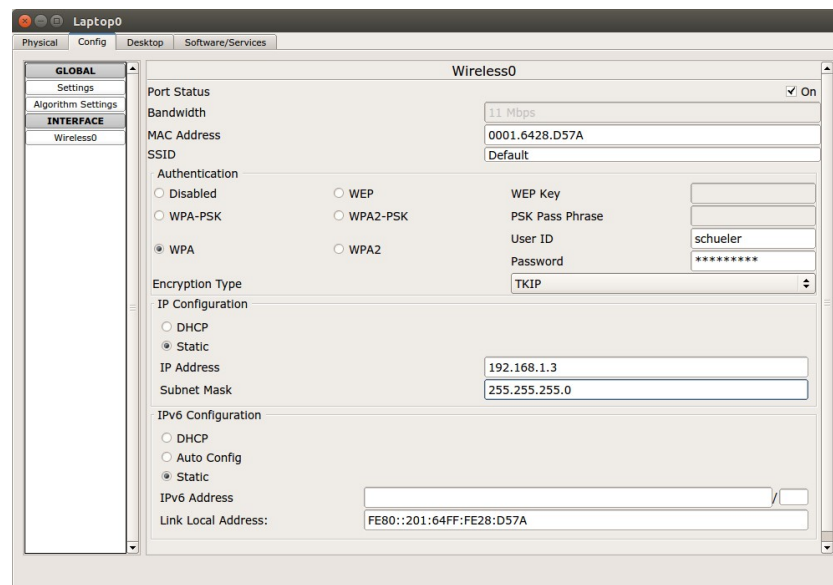 Laptop0
Physical Config Desktop Software/Services
GLOBAL
Settings
Algorithm Settings
INTERFACE
Wireless0
Wireless0
Port Status On
Bandwidth 11 Mbps
MAC Address 0001.6428.D57A
SSID Default
Authentication
Disabled WEP WEP Key
WPA-PSK WPA2-PSK PSK Pass Phrase
User ID schueler
WPA WPA2
Password *********
Encryption Type TKIP
IP Configuration
DHCP
Static
IP Address 192.168.1.3
Subnet Mask 255.255.255.0
IPv6 Configuration
DHCP
Auto Config
Static
IPv6 Address /
Link Local Address: FE80::201:64FF:FE28:D57A